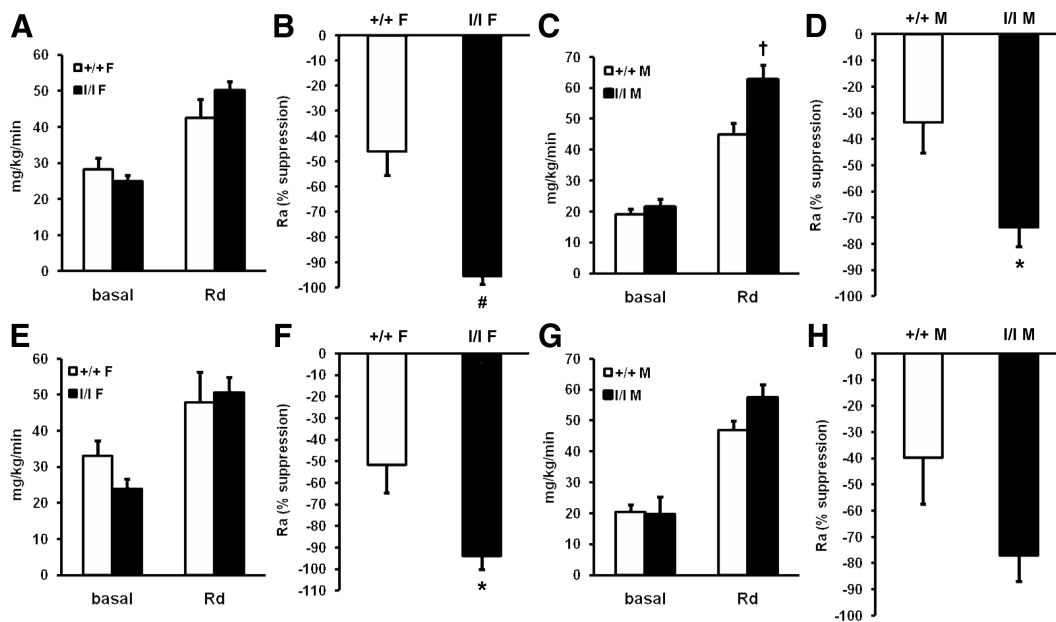 A
60
50
40
30
20
10
0
mg/kg/min
+/+ F
I/I F
basal Rd
B
+/+ F I/I F
0
-10
-20
-30
-40
-50
-60
-70
-80
-90
-100
Ra (% suppression)
#
C
70
60
50
40
30
20
10
0
mg/kg/min
+/+ M
I/I M
†
basal Rd
D
+/+ M I/I M
0
-10
-20
-30
-40
-50
-60
-70
-80
-90
-100
Ra (% suppression)
*
E
60
50
40
30
20
10
0
mg/kg/min
+/+ F
I/I F
basal Rd
F
+/+ F I/I F
0
-10
-20
-30
-40
-50
-60
-70
-80
-90
-100
-110
Ra (% suppression)
*
G
70
60
50
40
30
20
10
0
mg/kg/min
+/+ M
I/I M
basal Rd
H
+/+ M I/I M
0
-10
-20
-30
-40
-50
-60
-70
-80
-90
-100
Ra (% suppression)